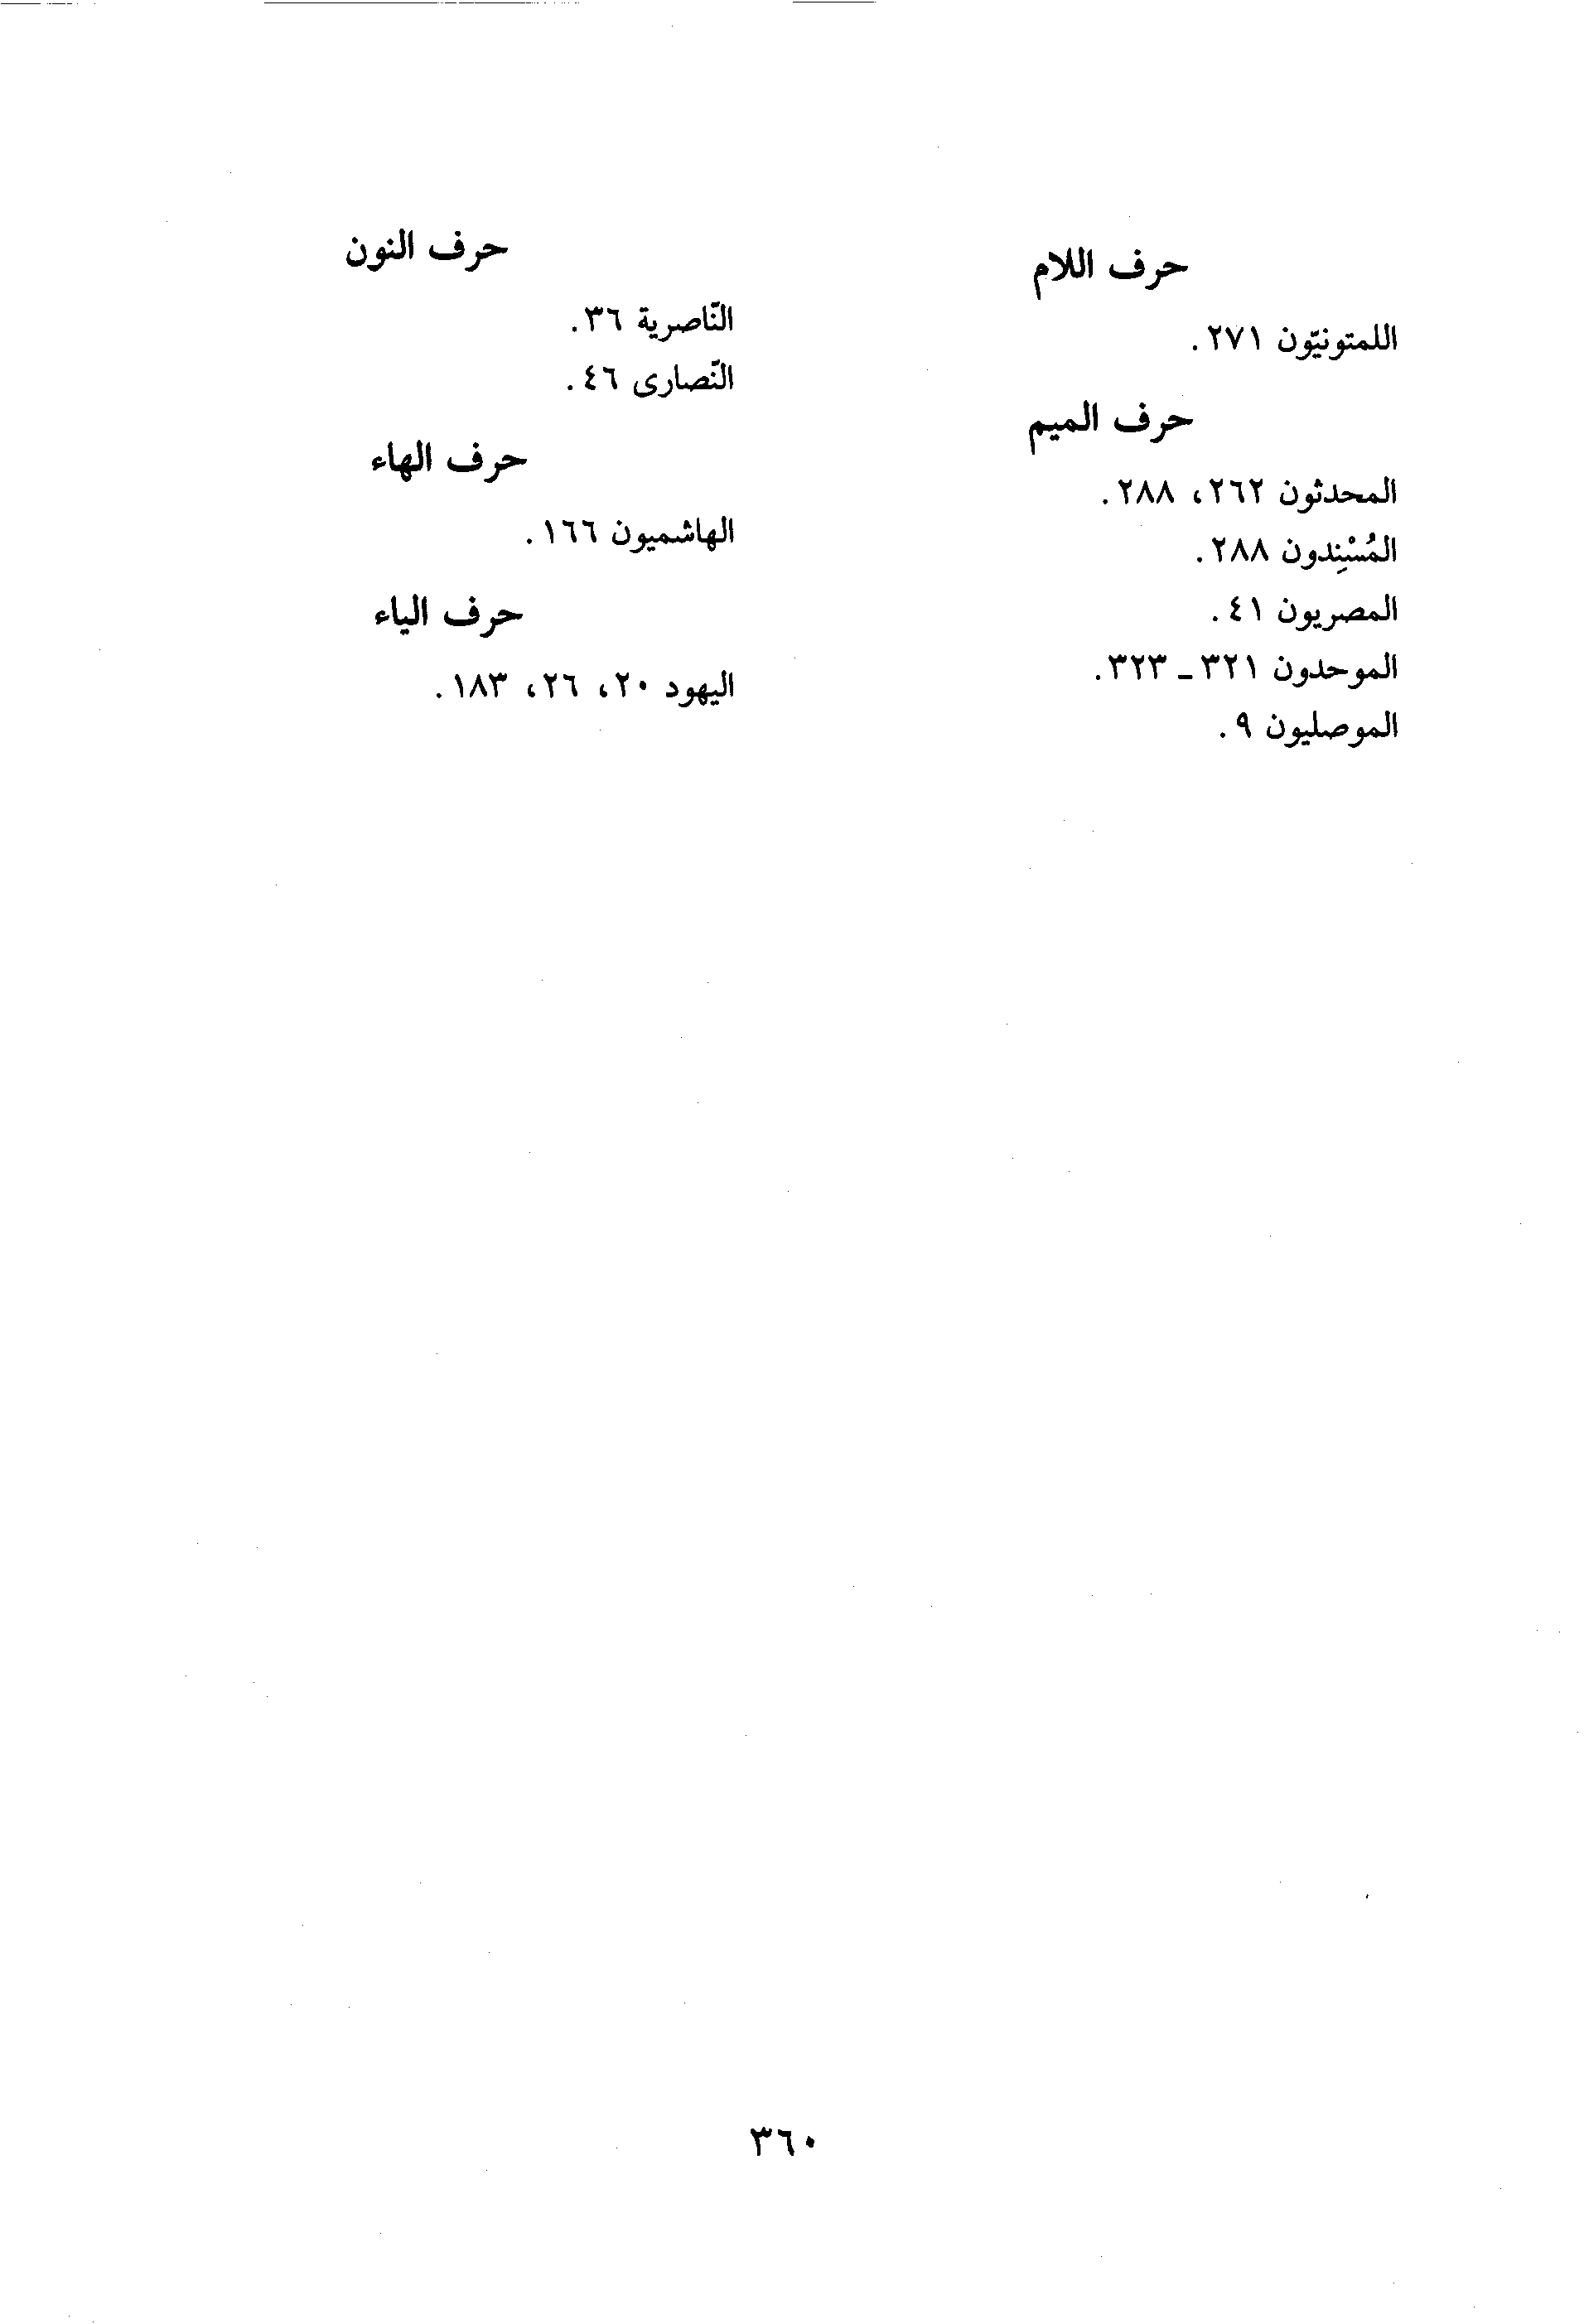 حرف اللام
اللمتونيّون ٢٧١.
حرف الميم
المحدثون ٢٦٢، ٢٨٨.
المُسْنِدون ٢٨٨.
المصريون ٤١.
الموحدون ٣٢١ ـ ٣٢٣.
الموصليون ٩.
حرف النون
النّاصرية ٣٦.
النّصارى ٤٦.
حرف الهاء
الهاشميون ١٦٦.
حرف الياء
اليهود ٢٠، ٢٦، ١٨٣.
٣٦٠